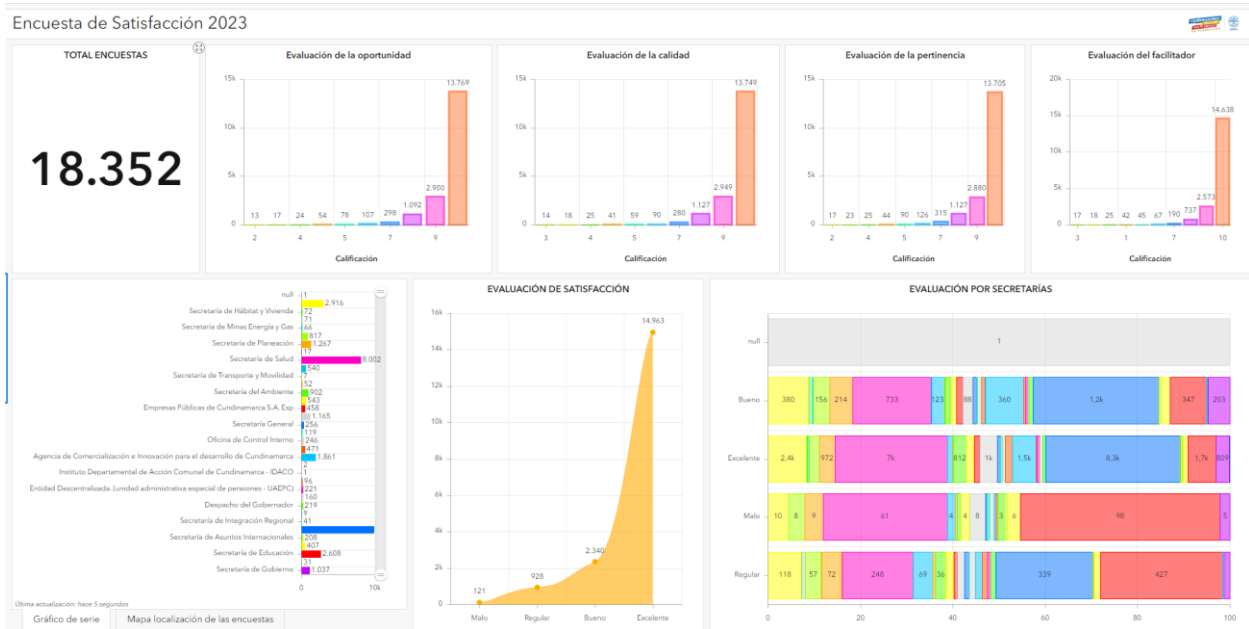 Encuesta de Satisfacción 2023
TOTAL ENCUESTAS
18.352
Evaluación de la oportunidad
15k
10k
5k
0
13 17 24 54 78 107 298 1.092 2.900 13.769
2 4 5 7 9
Calificación
Evaluación de la calidad
15k
10k
5k
0
14 18 25 41 59 90 280 1.127 2.949 13.749
3 4 5 7 9
Calificación
Evaluación de la pertinencia
15k
10k
5k
0
17 23 25 44 90 126 315 1.127 2.880 13.705
2 4 5 7 9
Calificación
Evaluación del facilitador
20k
15k
10k
5k
0
17 18 25 42 45 67 190 737 2.573 14.638
3 1 7 10
Calificación
null 1
2.916
Secretaría de Hábitat y Vivienda 72
71
Secretaría de Minas Energía y Gas 66
817
Secretaría de Planeación 1.267
17
Secretaría de Salud 8.002
540
Secretaría de Transporte y Movilidad 7
52
Secretaría del Ambiente 902
543
Empresas Públicas de Cundinamarca S.A. Esp 458
1.165
Secretaría General 256
119
Oficina de Control Interno 246
471
Agencia de Comercialización e Innovación para el desarrollo de Cundinamarca 1.861
2
Instituto Departamental de Acción Comunal de Cundinamarca - IDACO 1
96
Entidad Descentralizada. (unidad administrativa especial de pensiones - UAEPC) 221
160
Despacho del Gobernador 219
9
Secretaría de Integración Regional 41
Secretaría de Asuntos Internacionales 208
407
Secretaría de Educación 2.608
31
Secretaría de Gobierno 1.037
0 10k
Última actualización: hace 5 segundos
Gráfico de serie Mapa localización de las encuestas
EVALUACIÓN DE SATISFACCIÓN
16k
14k
12k
10k
8k
6k
4k
2k
0
121 928 2.340 14.963
Malo Regular Bueno Excelente
EVALUACIÓN POR SECRETARÍAS
null 1
Bueno 380 156 214 733 123 88 360 1,2k 347 203
Excelente 2,4k 972 7k 812 1k 1,5k 8,3k 1,7k 809
Malo 10 8 9 61 4 4 8 3 6 98 5
Regular 118 57 72 248 69 36 339 427
0 20 40 60 80 100